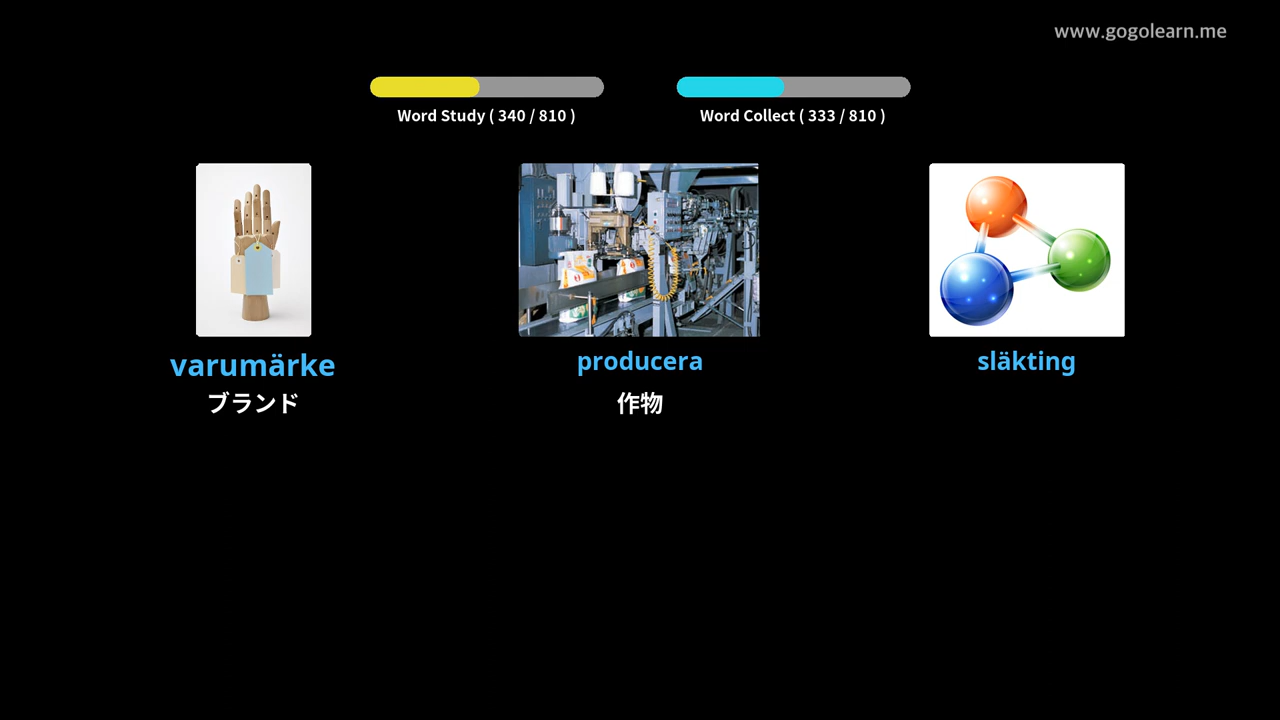 www.gogolearn.me
Word Study ( 340 / 810 )
Word Collect ( 333 / 810 )
varumärke
producera
släkting
ブランド
作物